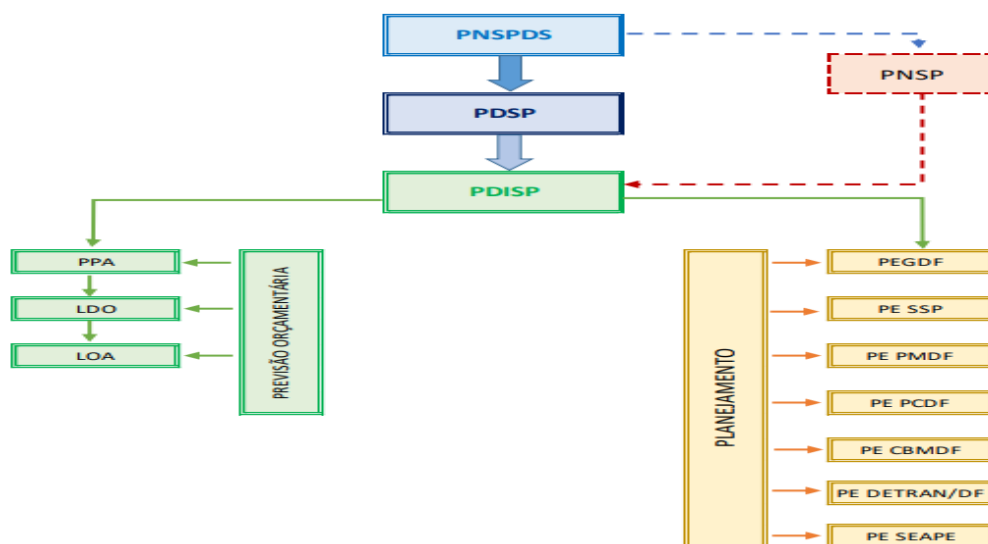 PNSPDS
PNSP
PDSP
PDISP
PPA
LDO
LOA
PREVISÃO ORÇAMENTÁRIA
PLANEJAMENTO
PEGDF
PE SSP
PE PMDF
PE PCDF
PE CBMDF
PE DETRAN/DF
PE SEAPE